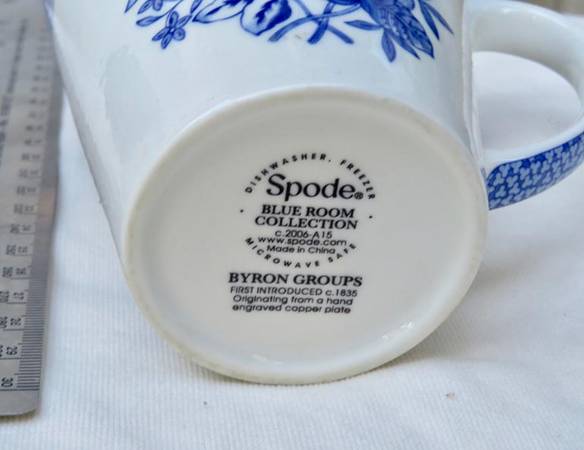 DISHWASHER, FREEZER
Spode®
BLUE ROOM
COLLECTION
c.2006-A15
www.spode.com
Made in China
MICROWAVE SAFE
BYRON GROUPS
FIRST INTRODUCED c.1835
Originating from a hand
engraved copper plate
30